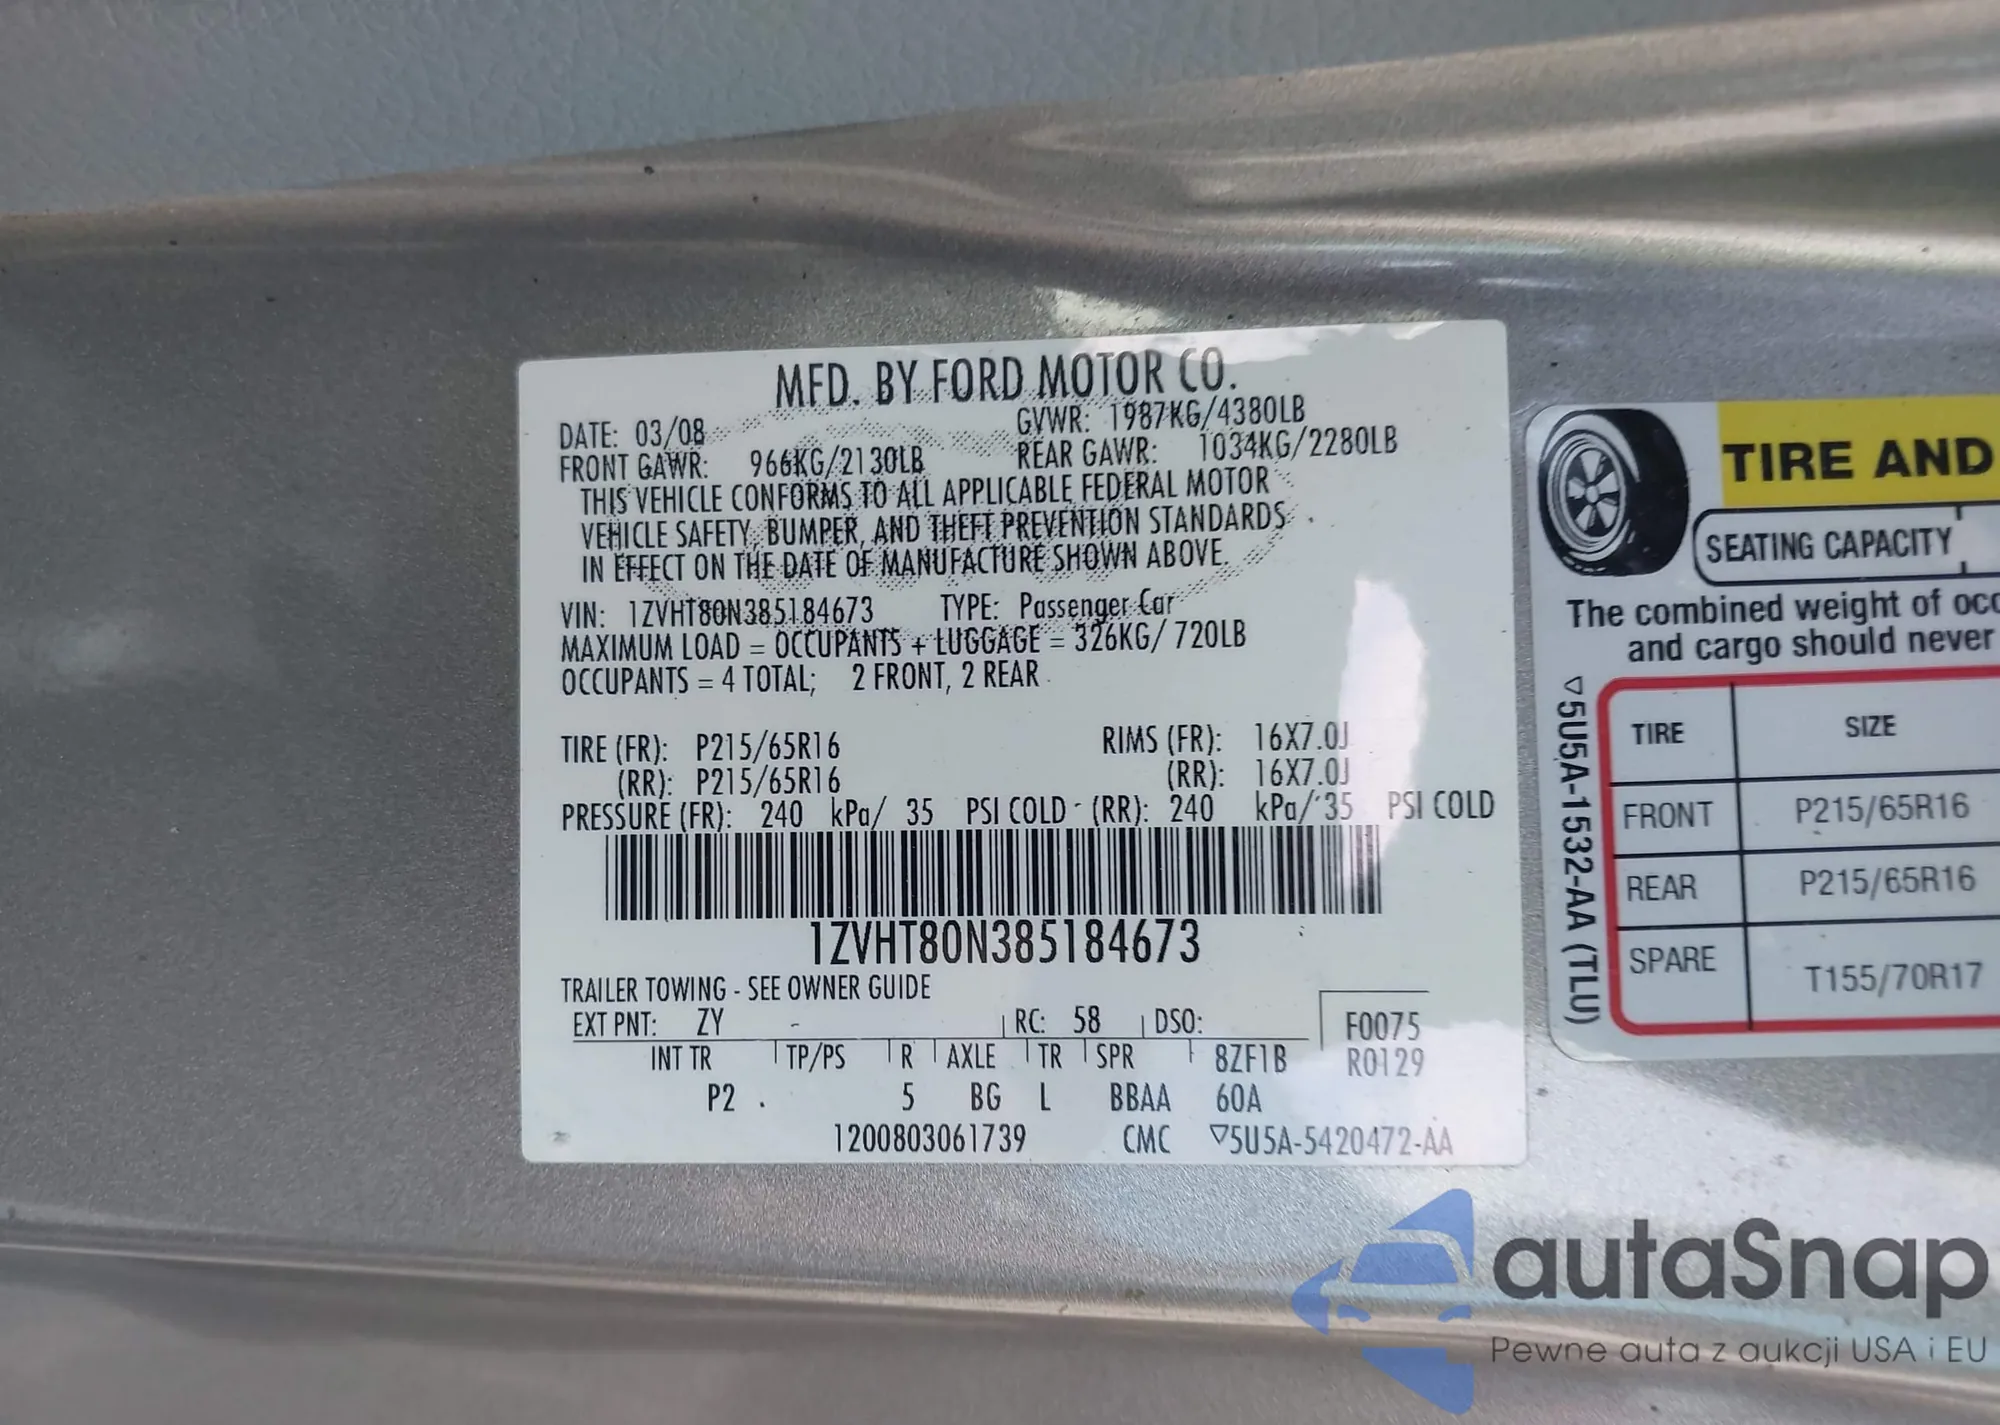 MFD. BY FORD MOTOR CO.
DATE: 03/08 GVWR: 1987KG/4380LB
FRONT GAWR: 966KG/2130LB REAR GAWR: 1034KG/2280LB
THIS VEHICLE CONFORMS TO ALL APPLICABLE FEDERAL MOTOR
VEHICLE SAFETY, BUMPER, AND THEFT PREVENTION STANDARDS
IN EFFECT ON THE DATE OF MANUFACTURE SHOWN ABOVE.
VIN: 1ZVHT80N385184673 TYPE: Passenger Car
MAXIMUM LOAD = OCCUPANTS + LUGGAGE = 326KG/ 720LB
OCCUPANTS = 4 TOTAL; 2 FRONT, 2 REAR
TIRE (FR): P215/65R16 RIMS (FR): 16X7.0J
(RR): P215/65R16 (RR): 16X7.0J
PRESSURE (FR): 240 kPa/ 35 PSI COLD (RR): 240 kPa/ 35 PSI COLD
1ZVHT80N385184673
TRAILER TOWING - SEE OWNER GUIDE
EXT PNT: ZY RC: 58 DSO: F0075
INT TR TP/PS R AXLE TR SPR 8ZF1B R0129
P2 5 BG L BBAA 60A
1200803061739 CMC ▽5U5A-5420472-AA
TIRE AND
SEATING CAPACITY
The combined weight of occ
and cargo should never
▽5U5A-1532-AA (TLU)
TIRE SIZE
FRONT P215/65R16
REAR P215/65R16
SPARE T155/70R17
autaSnap
Pewne auta z aukcji USA i EU